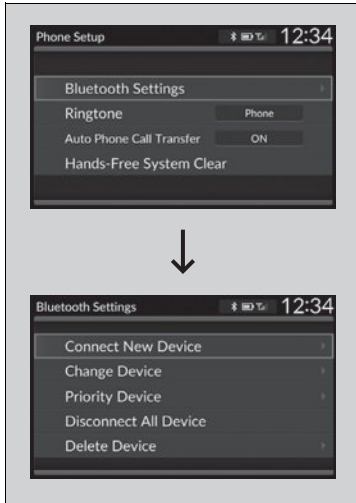 Phone Setup 12:34
Bluetooth Settings
Ringtone Phone
Auto Phone Call Transfer ON
Hands-Free System Clear
Bluetooth Settings 12:34
Connect New Device
Change Device
Priority Device
Disconnect All Device
Delete Device